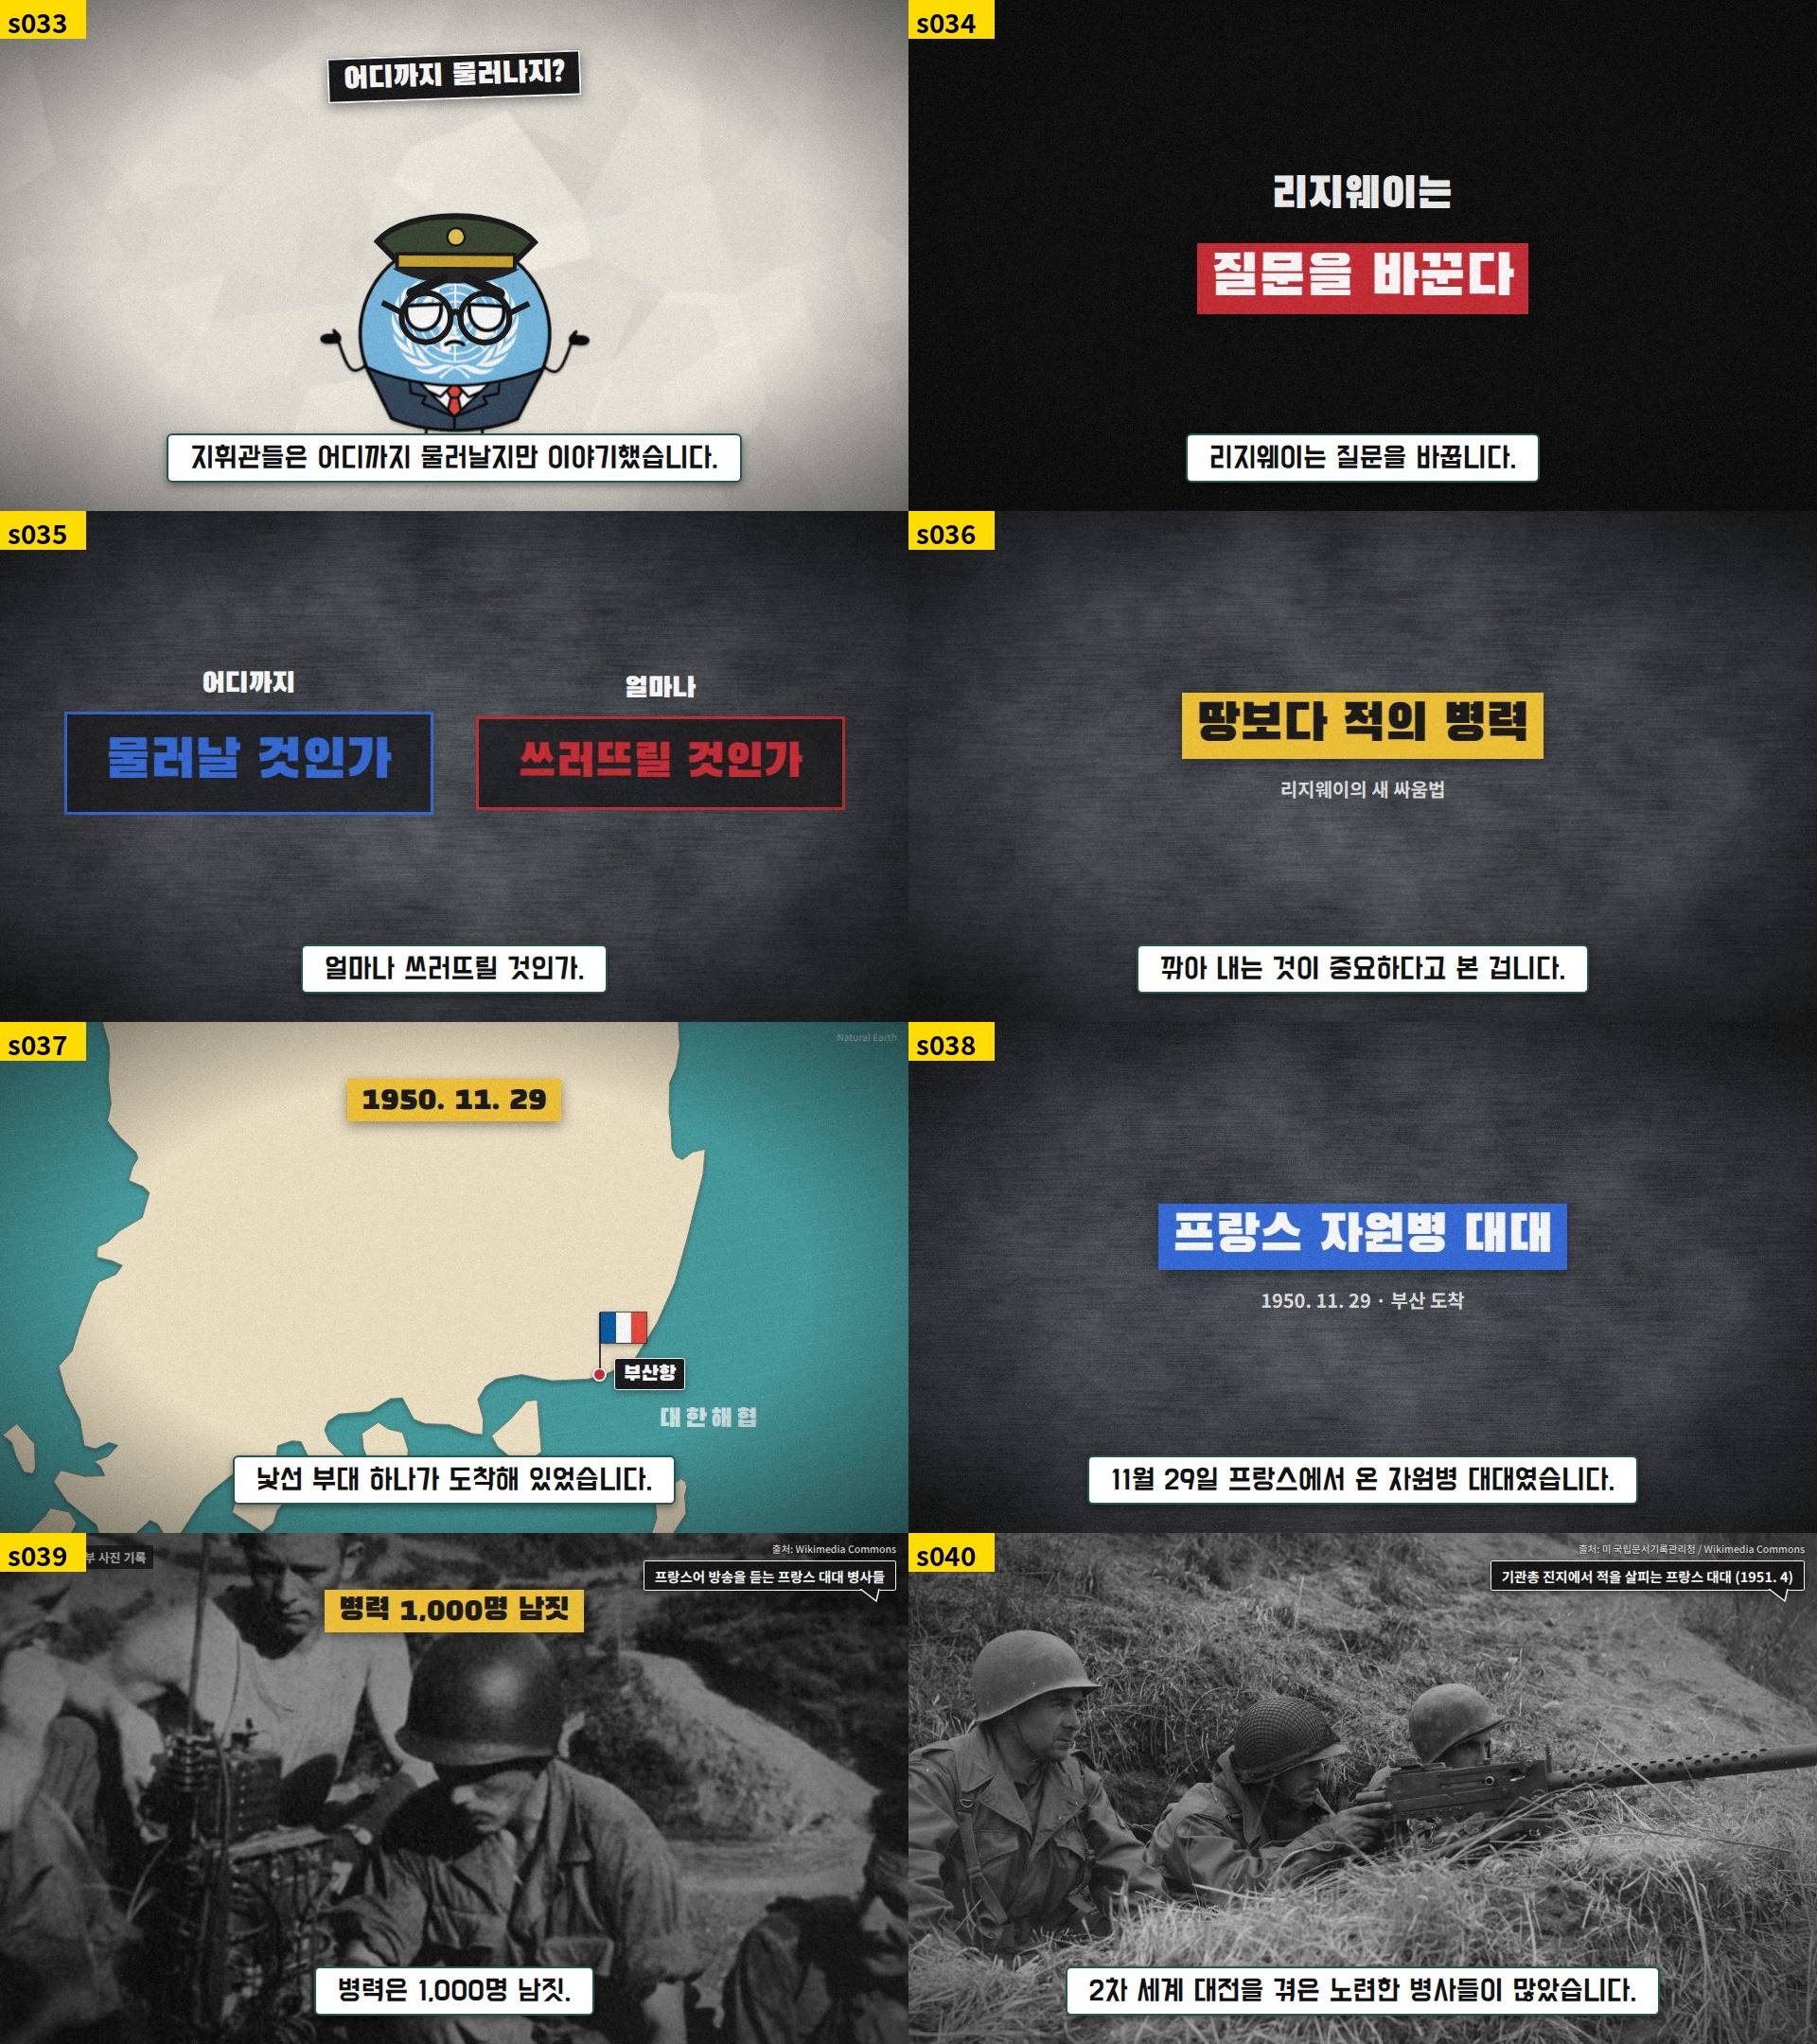 s033
어디까지 물러나지?
지휘관들은 어디까지 물러날지만 이야기했습니다.
s034
리지웨이는
질문을 바꾼다
리지웨이는 질문을 바꿉니다.
s035
어디까지
물러날 것인가
얼마나
쓰러뜨릴 것인가
얼마나 쓰러뜨릴 것인가.
s036
땅보다 적의 병력
리지웨이의 새 싸움법
깎아 내는 것이 중요하다고 본 겁니다.
s037
Natural Earth
1950. 11. 29
부산항
대한해협
낯선 부대 하나가 도착해 있었습니다.
s038
프랑스 자원병 대대
1950. 11. 29 · 부산 도착
11월 29일 프랑스에서 온 자원병 대대였습니다.
s039
부 사진 기록
출처: Wikimedia Commons
프랑스어 방송을 듣는 프랑스 대대 병사들
병력 1,000명 남짓
병력은 1,000명 남짓.
s040
출처: 미 국립문서기록관리청 / Wikimedia Commons
기관총 진지에서 적을 살피는 프랑스 대대 (1951. 4)
2차 세계 대전을 겪은 노련한 병사들이 많았습니다.